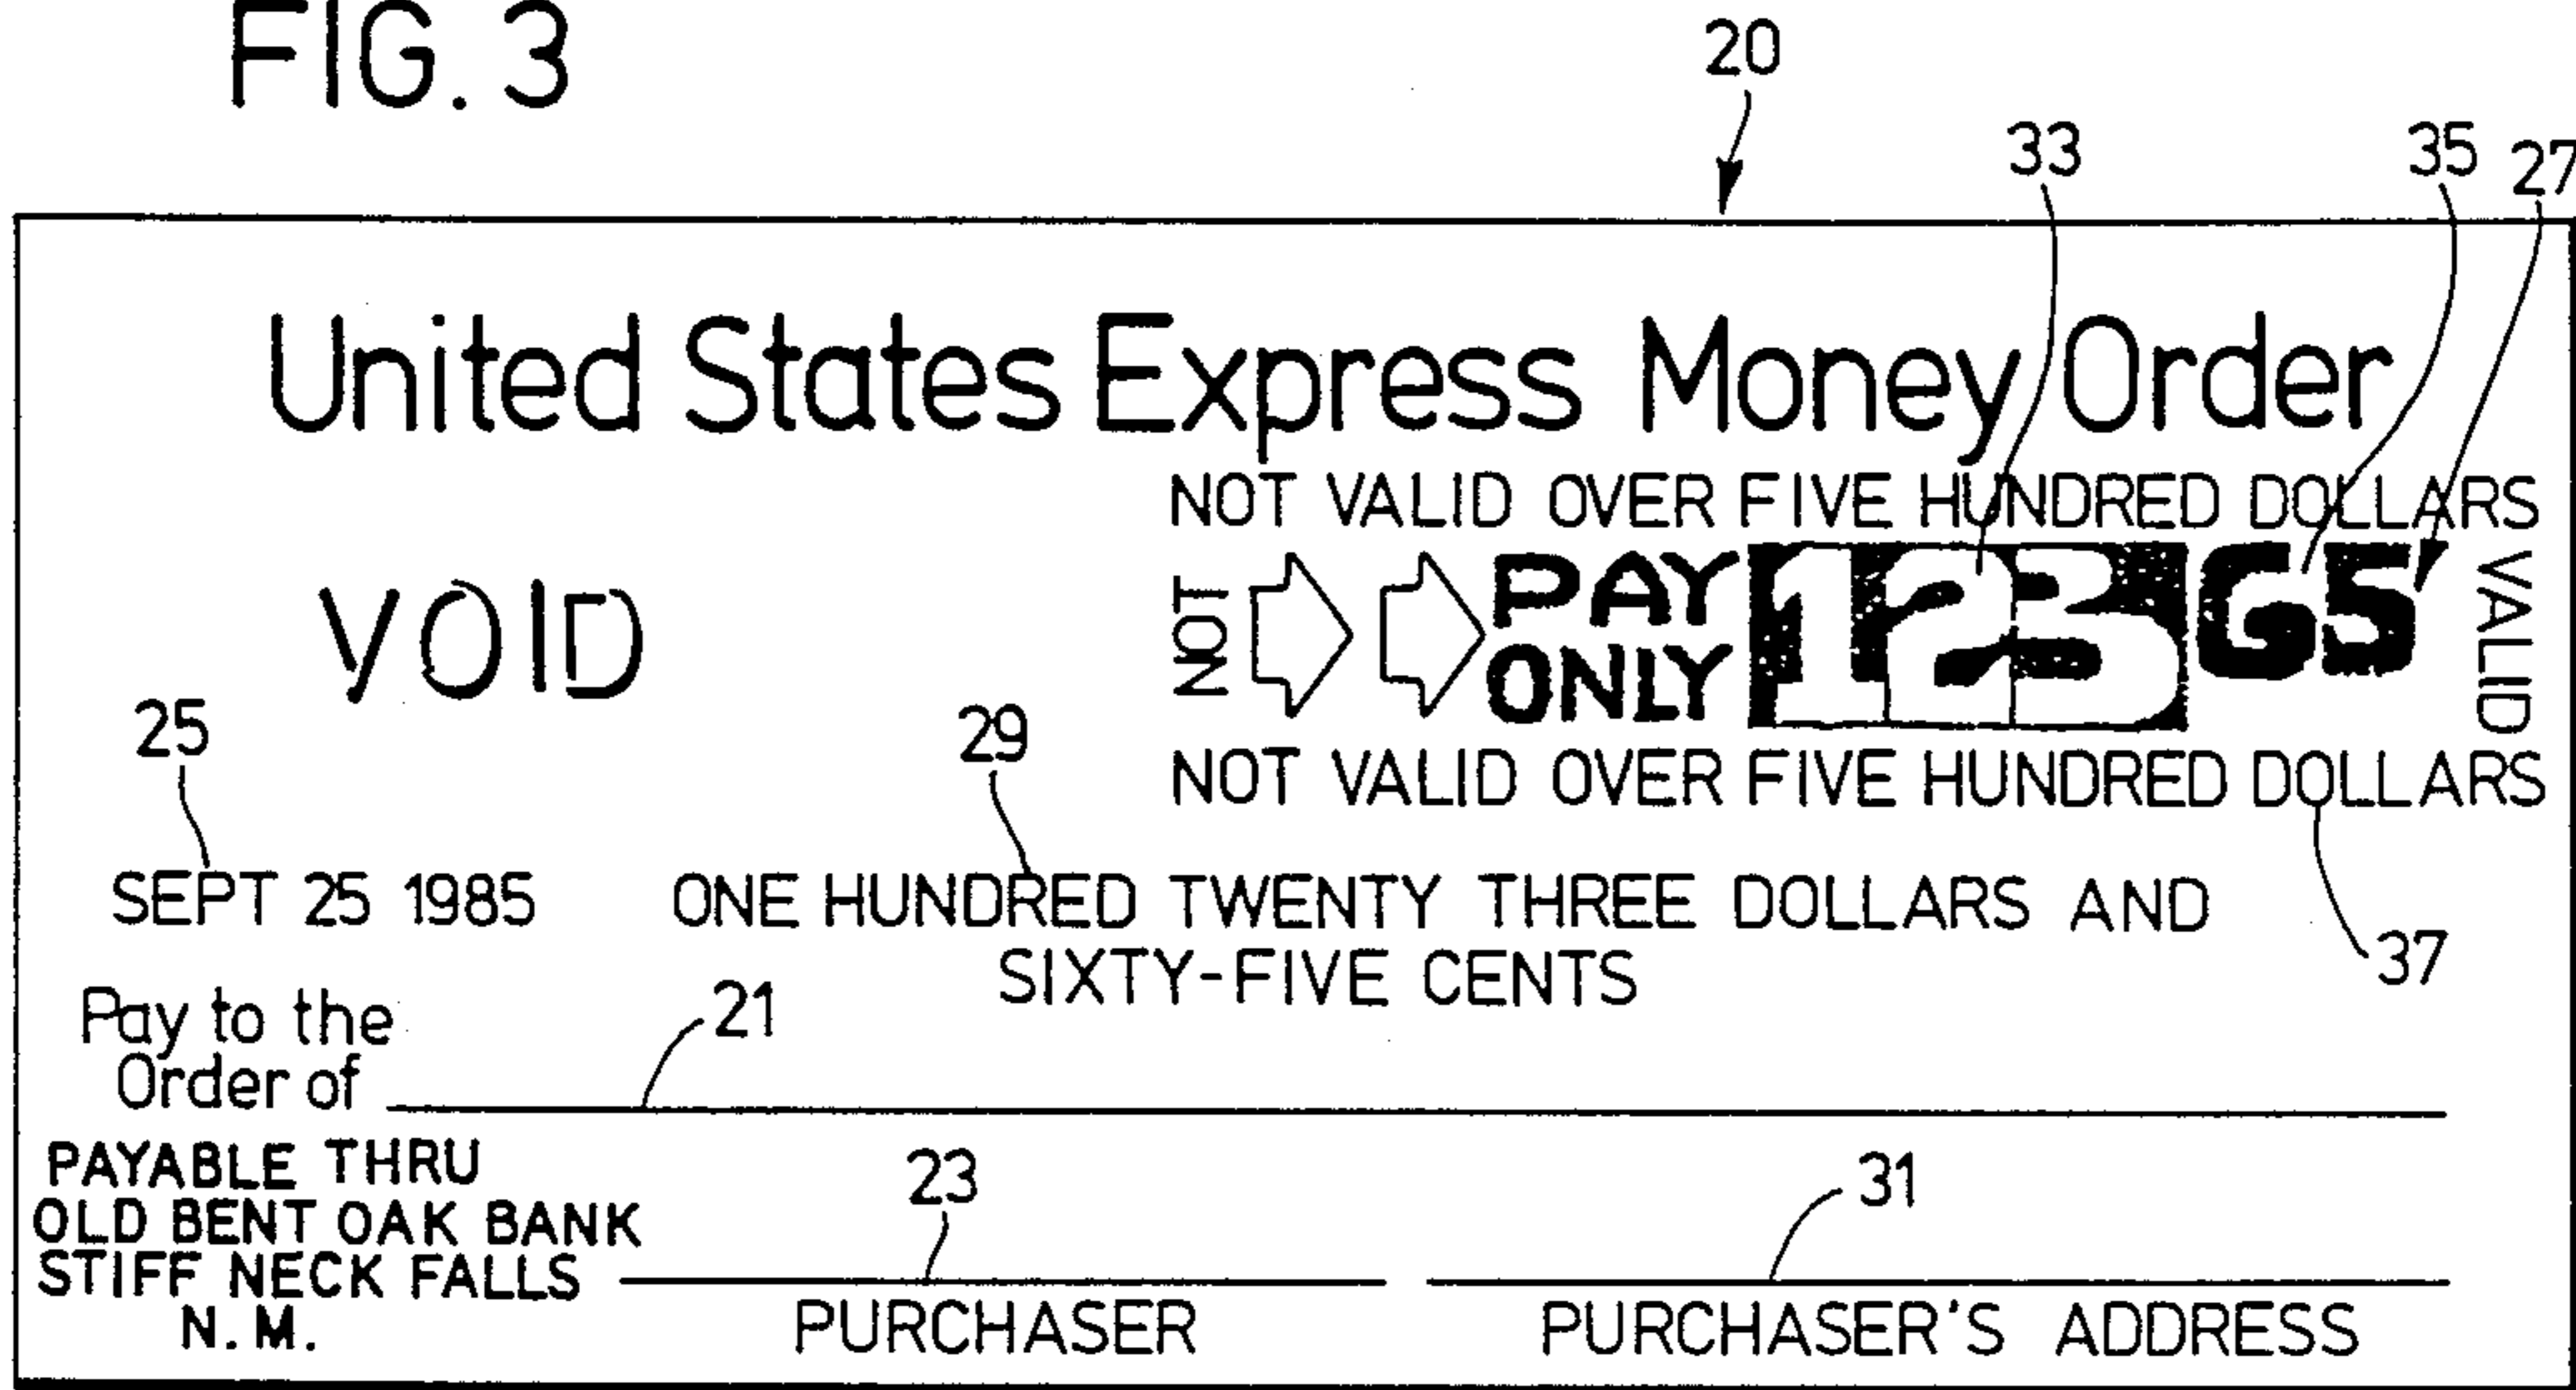 FIG. 3
20
33
35
27
United States Express Money Order
NOT VALID OVER FIVE HUNDRED DOLLARS
VOID
NOT
PAY
ONLY
123 65
VALID
NOT VALID OVER FIVE HUNDRED DOLLARS
25
29
SEPT 25 1985 ONE HUNDRED TWENTY THREE DOLLARS AND
SIXTY-FIVE CENTS
37
Pay to the
Order of
21
PAYABLE THRU
OLD BENT OAK BANK
STIFF NECK FALLS
N. M.
23
31
PURCHASER
PURCHASER'S ADDRESS